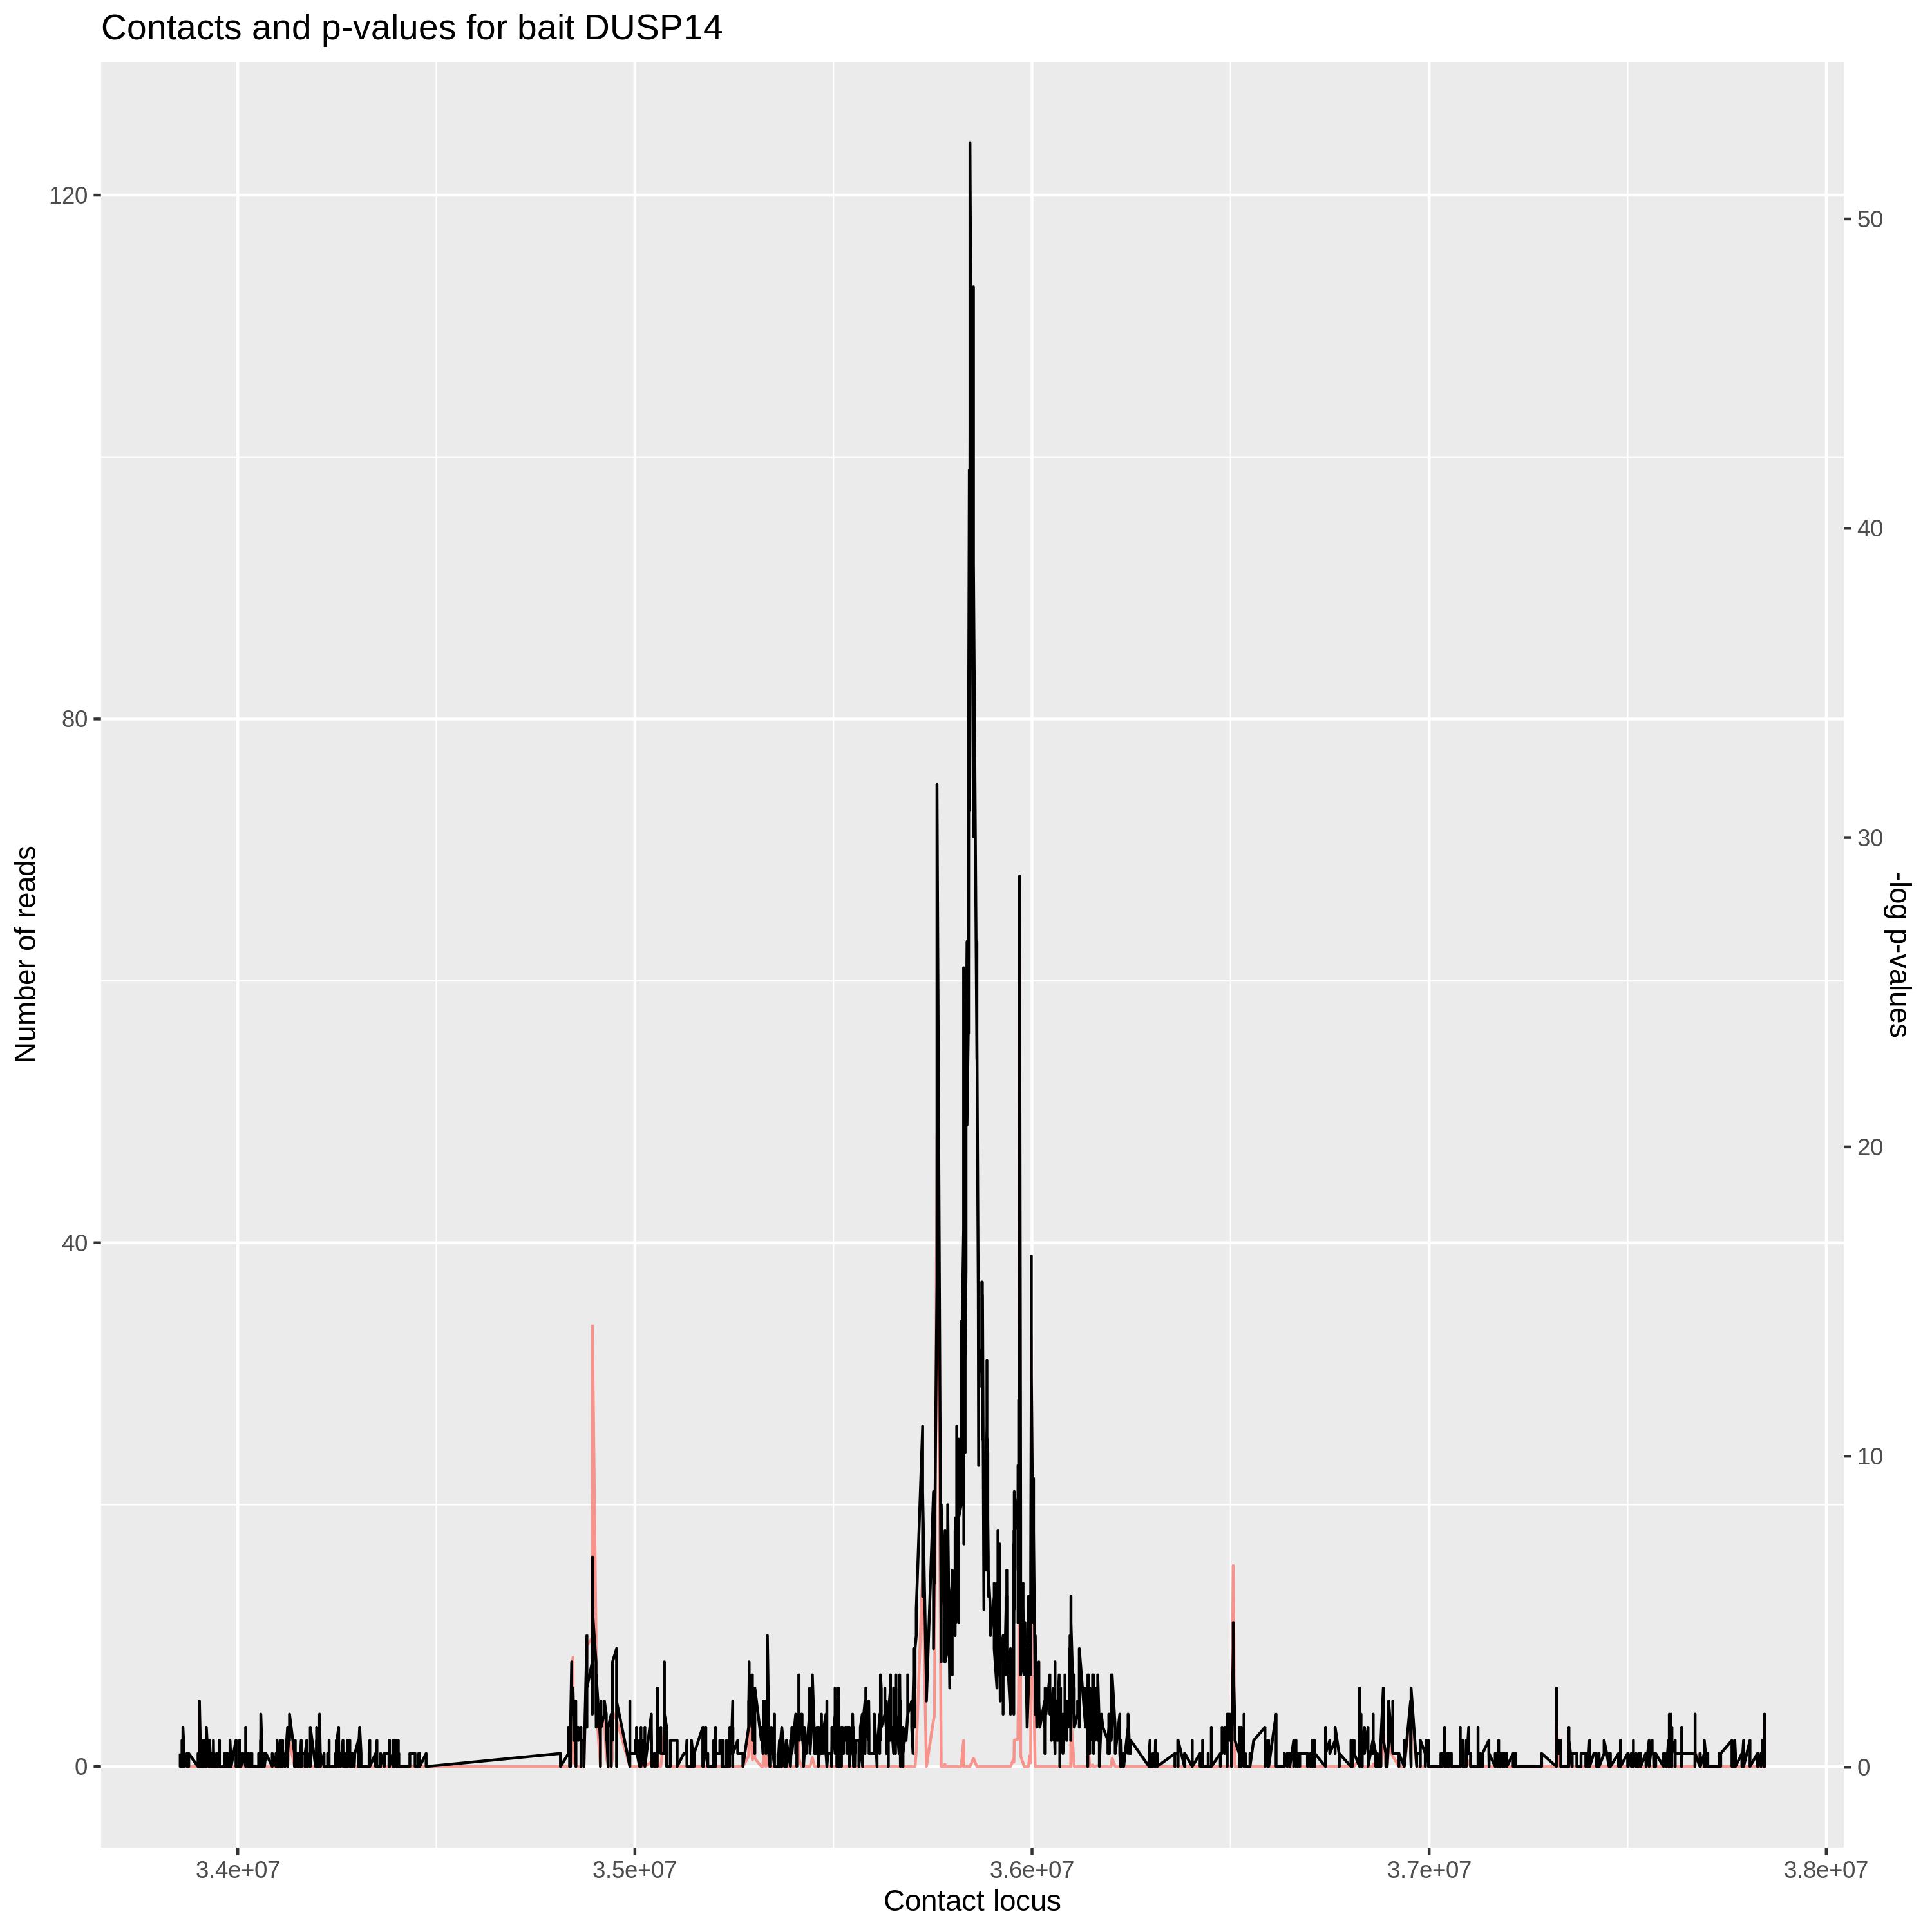 Contacts and p-values for bait DUSP14
120
80
40
0
Number of reads
50
40
30
20
10
0
-log p-values
3.4e+07 3.5e+07 3.6e+07 3.7e+07 3.8e+07
Contact locus